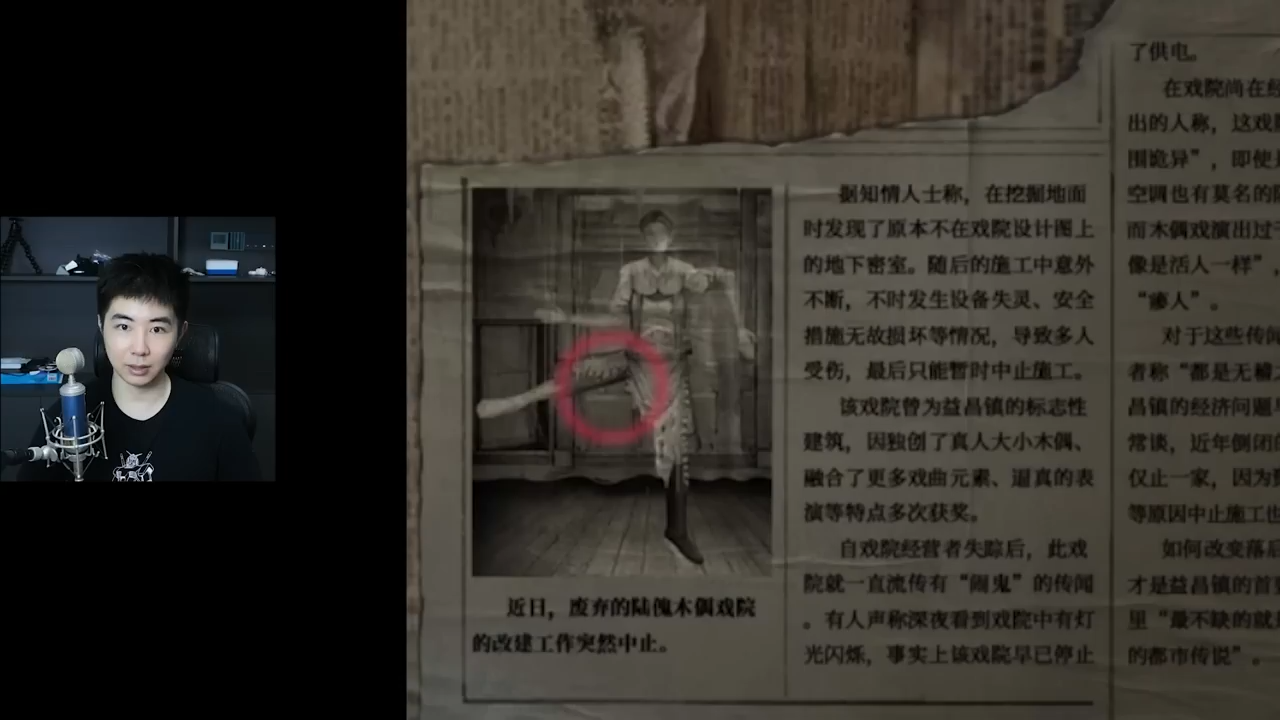 近日，废弃的陆傀木偶戏院
的改建工作突然中止。
据知情人士称，在挖掘地面
时发现了原本不在戏院设计图上
的地下密室。随后的施工中意外
不断，不时发生设备失灵、安全
措施无故损坏等情况，导致多人
受伤，最后只能暂时中止施工。
该戏院曾为益昌镇的标志性
建筑，因独创了真人大小木偶、
融合了更多戏曲元素、逼真的表
演等特点多次获奖。
自戏院经营者失踪后，此戏
院就一直流传有“闹鬼”的传闻
。有人声称深夜看到戏院中有灯
光闪烁，事实上该戏院早已停止
了供电。
在戏院尚在经
出的人称，这戏
围诡异”，即使
空调也有莫名的
而木偶戏演出过
像是活人一样”，
“瘆人”。
对于这些传闻
者称“都是无稽
昌镇的经济问题
常谈，近年倒闭
仅止一家，因为
等原因中止施工也
如何改变落后
才是益昌镇的首
里“最不缺的就
的都市传说”。